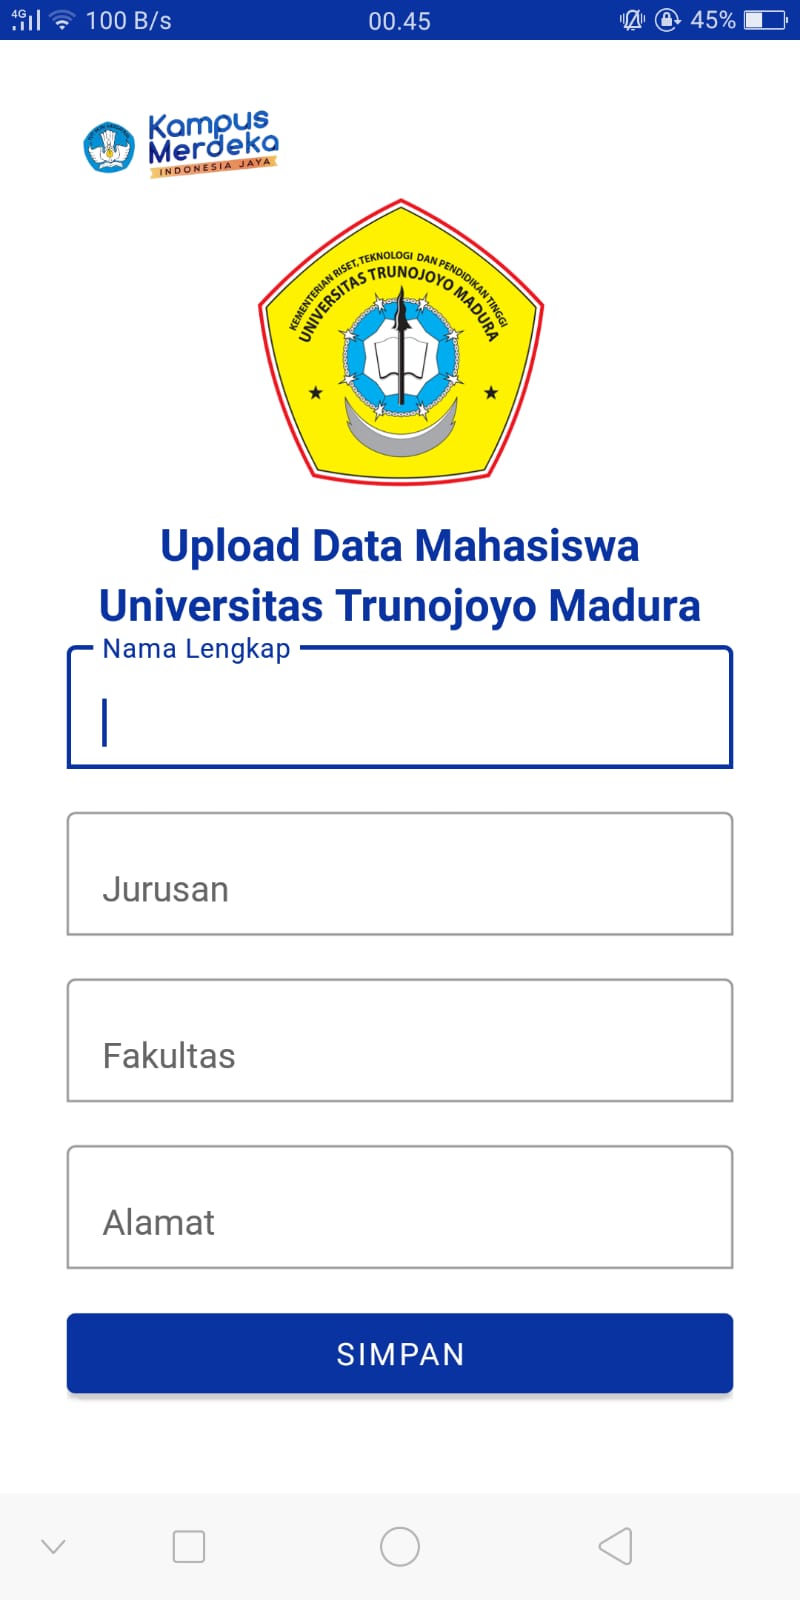 4G 100 B/s 00.45 45%
Kampus
Merdeka
INDONESIA JAYA
KEMENTERIAN RISET, TEKNOLOGI DAN PENDIDIKAN TINGGI
UNIVERSITAS TRUNOJOYO MADURA
Upload Data Mahasiswa
Universitas Trunojoyo Madura
Nama Lengkap
Jurusan
Fakultas
Alamat
SIMPAN